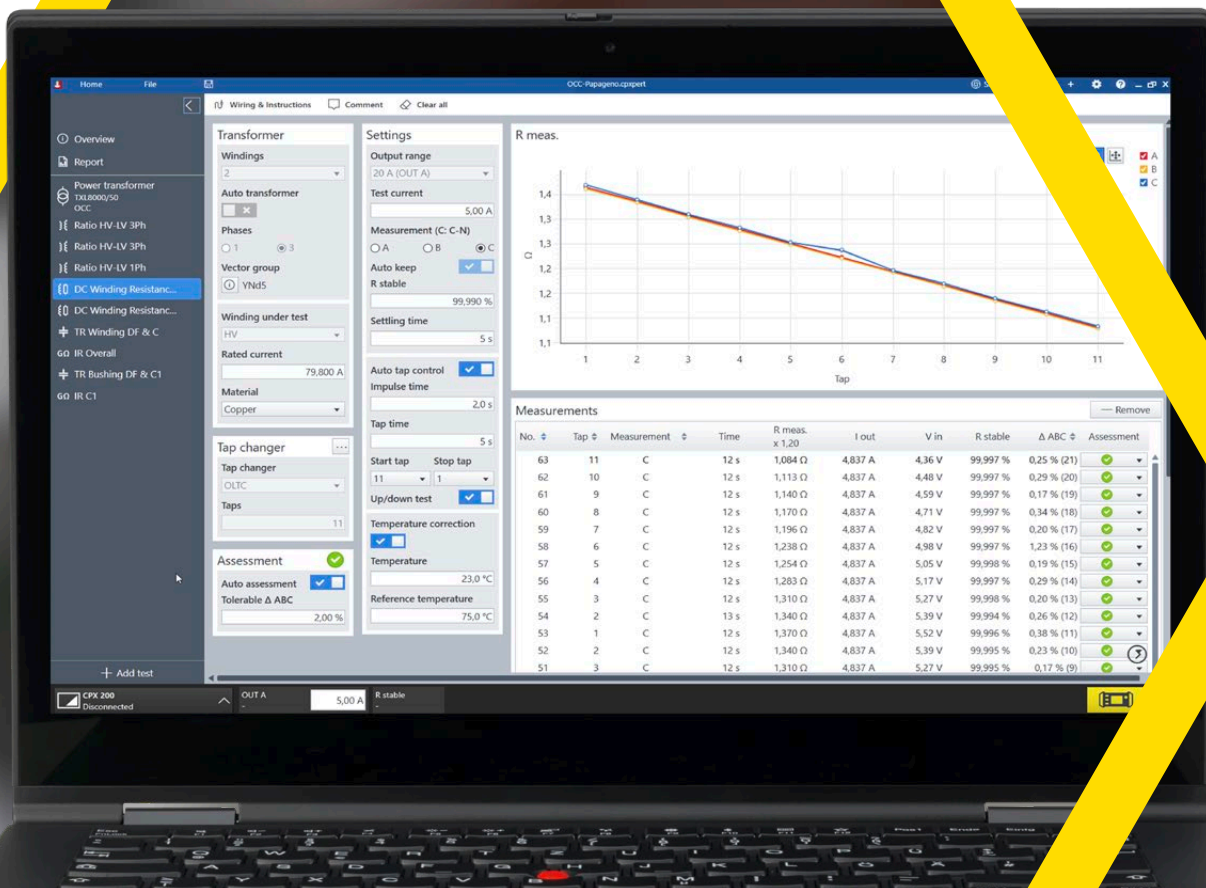 Home File OCC-Papageno.cpxpert
Wiring & Instructions Comment Clear all
Overview
Report
Power transformer
TXL8000/50
OCC
Ratio HV-LV 3Ph
Ratio HV-LV 3Ph
Ratio HV-LV 1Ph
DC Winding Resistanc...
DC Winding Resistanc...
TR Winding DF & C
GΩ IR Overall
TR Bushing DF & C1
GΩ IR C1
+ Add test
Transformer
Windings
2
Auto transformer
Phases
1 3
Vector group
YNd5
Winding under test
HV
Rated current
79,800 A
Material
Copper
Tap changer ...
Tap changer
OLTC
Taps
11
Assessment
Auto assessment
Tolerable Δ ABC
2,00 %
Settings
Output range
20 A (OUT A)
Test current
5,00 A
Measurement (C: C-N)
A B C
Auto keep
R stable
99,990 %
Settling time
5 s
Auto tap control
Impulse time
2,0 s
Tap time
5 s
Start tap Stop tap
11 1
Up/down test
Temperature correction
Temperature
23,0 °C
Reference temperature
75,0 °C
R meas.
A
B
C
1,4
1,3
1,3
1,2
1,2
1,1
1,1
Ω
1 2 3 4 5 6 7 8 9 10 11
Tap
Measurements — Remove
No. Tap Measurement Time R meas. x 1,20 I out V in R stable Δ ABC Assessment
63 11 C 12 s 1,084 Ω 4,837 A 4,36 V 99,997 % 0,25 % (21)
62 10 C 12 s 1,113 Ω 4,837 A 4,48 V 99,997 % 0,29 % (20)
61 9 C 12 s 1,140 Ω 4,837 A 4,59 V 99,997 % 0,17 % (19)
60 8 C 12 s 1,170 Ω 4,837 A 4,71 V 99,997 % 0,34 % (18)
59 7 C 12 s 1,196 Ω 4,837 A 4,82 V 99,997 % 0,20 % (17)
58 6 C 12 s 1,238 Ω 4,837 A 4,98 V 99,997 % 1,23 % (16)
57 5 C 12 s 1,254 Ω 4,837 A 5,05 V 99,998 % 0,19 % (15)
56 4 C 12 s 1,283 Ω 4,837 A 5,17 V 99,997 % 0,29 % (14)
55 3 C 12 s 1,310 Ω 4,837 A 5,27 V 99,998 % 0,20 % (13)
54 2 C 13 s 1,340 Ω 4,837 A 5,39 V 99,994 % 0,26 % (12)
53 1 C 12 s 1,370 Ω 4,837 A 5,52 V 99,996 % 0,38 % (11)
52 2 C 12 s 1,340 Ω 4,837 A 5,39 V 99,995 % 0,23 % (10)
51 3 C 12 s 1,310 Ω 4,837 A 5,27 V 99,995 % 0,17 % (9)
CPX 200
Disconnected
OUT A
-
5,00 A
R stable
-